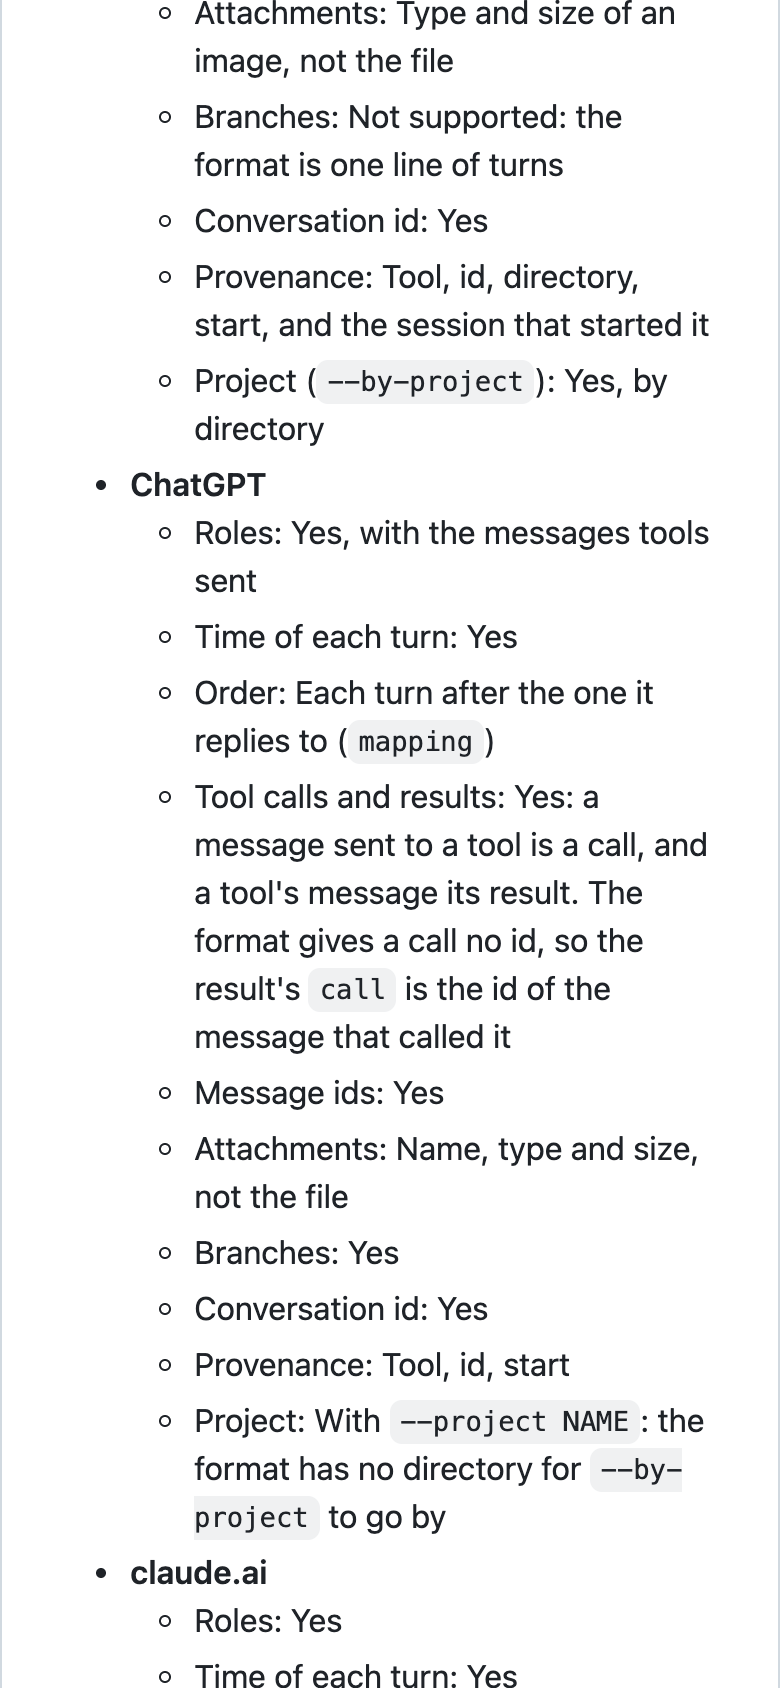 Attachments: Type and size of an
image, not the file
Branches: Not supported: the
format is one line of turns
Conversation id: Yes
Provenance: Tool, id, directory,
start, and the session that started it
Project (--by-project): Yes, by
directory
ChatGPT
Roles: Yes, with the messages tools
sent
Time of each turn: Yes
Order: Each turn after the one it
replies to (mapping)
Tool calls and results: Yes: a
message sent to a tool is a call, and
a tool's message its result. The
format gives a call no id, so the
result's call is the id of the
message that called it
Message ids: Yes
Attachments: Name, type and size,
not the file
Branches: Yes
Conversation id: Yes
Provenance: Tool, id, start
Project: With --project NAME: the
format has no directory for --by-
project to go by
claude.ai
Roles: Yes
Time of each turn: Yes